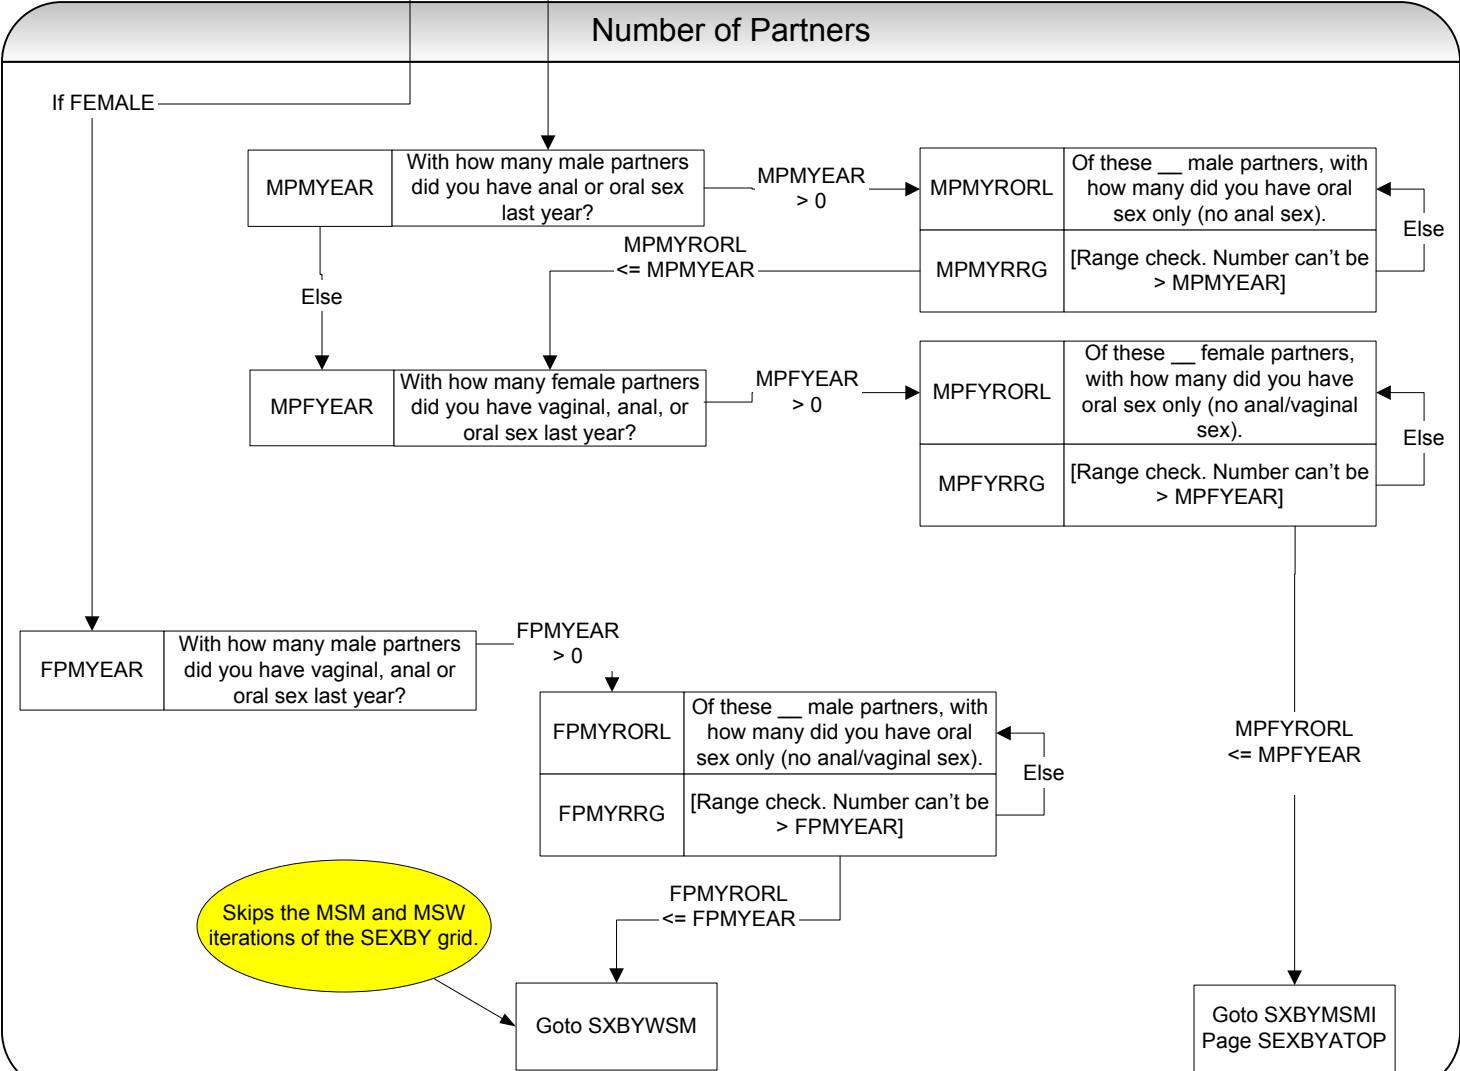 Number of Partners
If FEMALE
MPMYEAR
With how many male partners
did you have anal or oral sex
last year?
MPMYEAR
> 0
MPMYRORL
Of these __ male partners, with
how many did you have oral
sex only (no anal sex).
Else
MPMYRRG
[Range check. Number can't be
> MPMYEAR]
MPMYRORL
<= MPMYEAR
Else
MPFYEAR
With how many female partners
did you have vaginal, anal, or
oral sex last year?
MPFYEAR
> 0
MPFYRORL
Of these __ female partners,
with how many did you have
oral sex only (no anal/vaginal
sex).
Else
MPFYRRG
[Range check. Number can't be
> MPFYEAR]
FPMYEAR
With how many male partners
did you have vaginal, anal or
oral sex last year?
FPMYEAR
> 0
FPMYRORL
Of these __ male partners, with
how many did you have oral
sex only (no anal/vaginal sex).
Else
FPMYRRG
[Range check. Number can't be
> FPMYEAR]
MPFYRORL
<= MPFYEAR
FPMYRORL
<= FPMYEAR
Skips the MSM and MSW
iterations of the SEXBY grid.
Goto SXBYWSM
Goto SXBYMSMI
Page SEXBYATOP